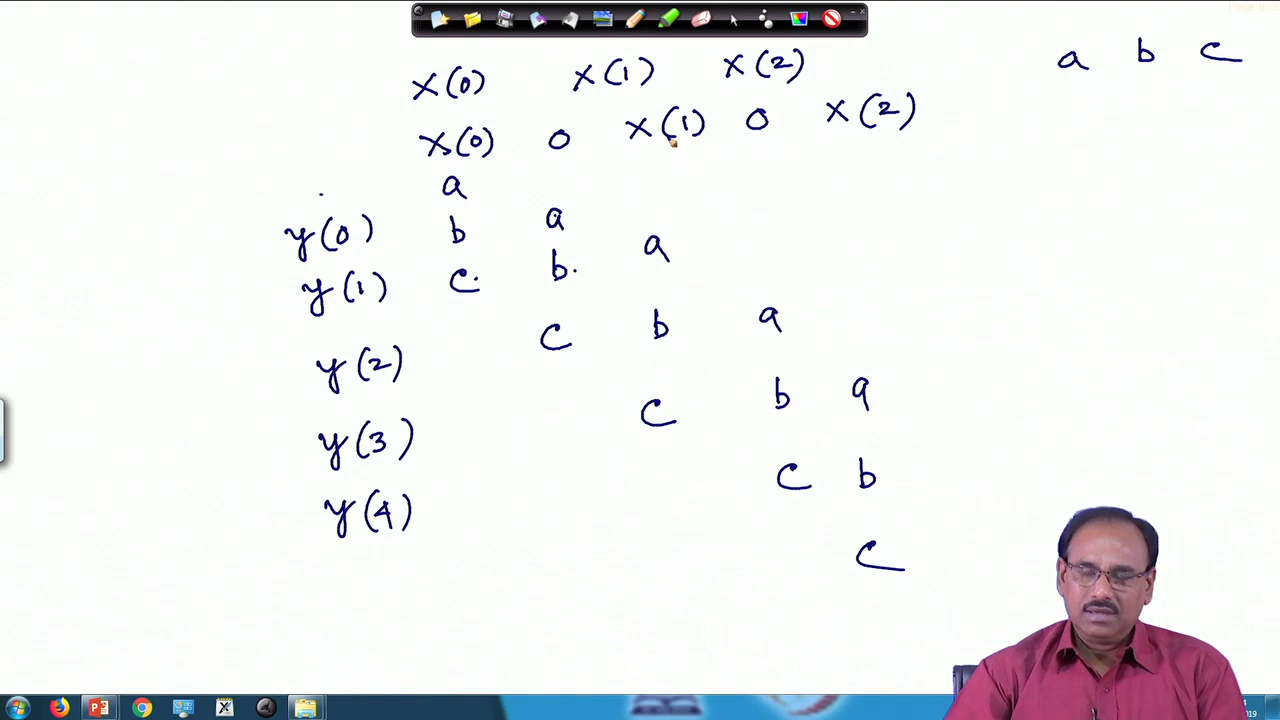 x(0) x(1) x(2) a b c
x(0) 0 x(1) 0 x(2)
a
y(0) b a
y(1) c b a
y(2) c b a
y(3) c b a
y(4) c b
c